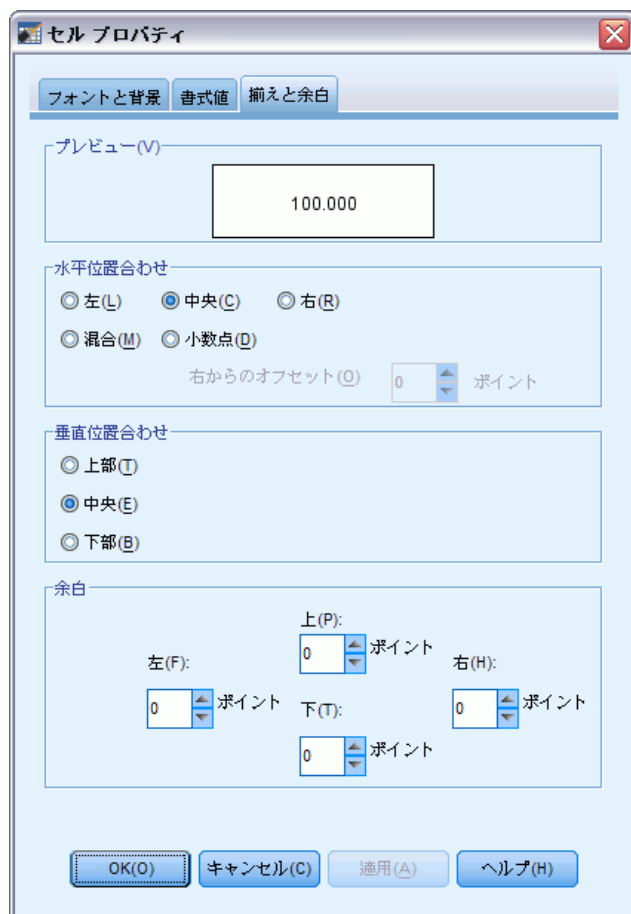 セル プロパティ
フォントと背景 書式値 揃えと余白
プレビュー(V)
100.000
水平位置合わせ
左(L) 中央(C) 右(R)
混合(M) 小数点(D)
右からのオフセット(O) 0 ポイント
垂直位置合わせ
上部(T)
中央(E)
下部(B)
余白
上(P):
0 ポイント
左(F): 右(H):
0 ポイント 下(T): 0 ポイント
0 ポイント
OK(O) キャンセル(C) 適用(A) ヘルプ(H)